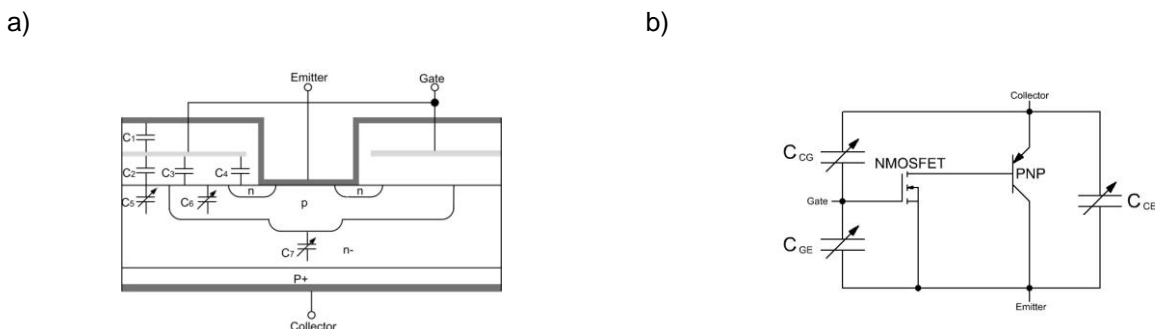 a)
b)
Emitter
Gate
C1
C2
C3
C4
C5
C6
n
n
p
C7
n-
P+
Collector
Collector
CCG
NMOSFET
PNP
Gate
CCE
CGE
Emitter